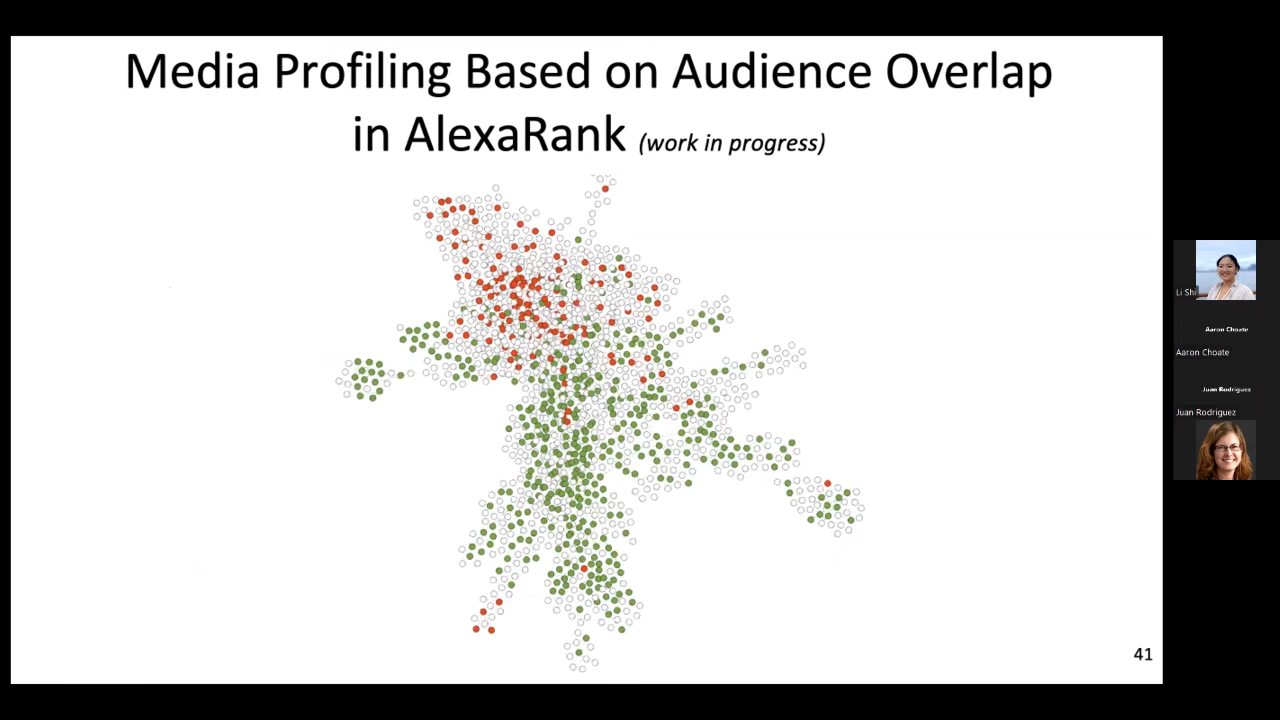 Media Profiling Based on Audience Overlap
in AlexaRank (work in progress)
41
Li Shi
Aaron Choate
Aaron Choate
Juan Rodriguez
Juan Rodriguez